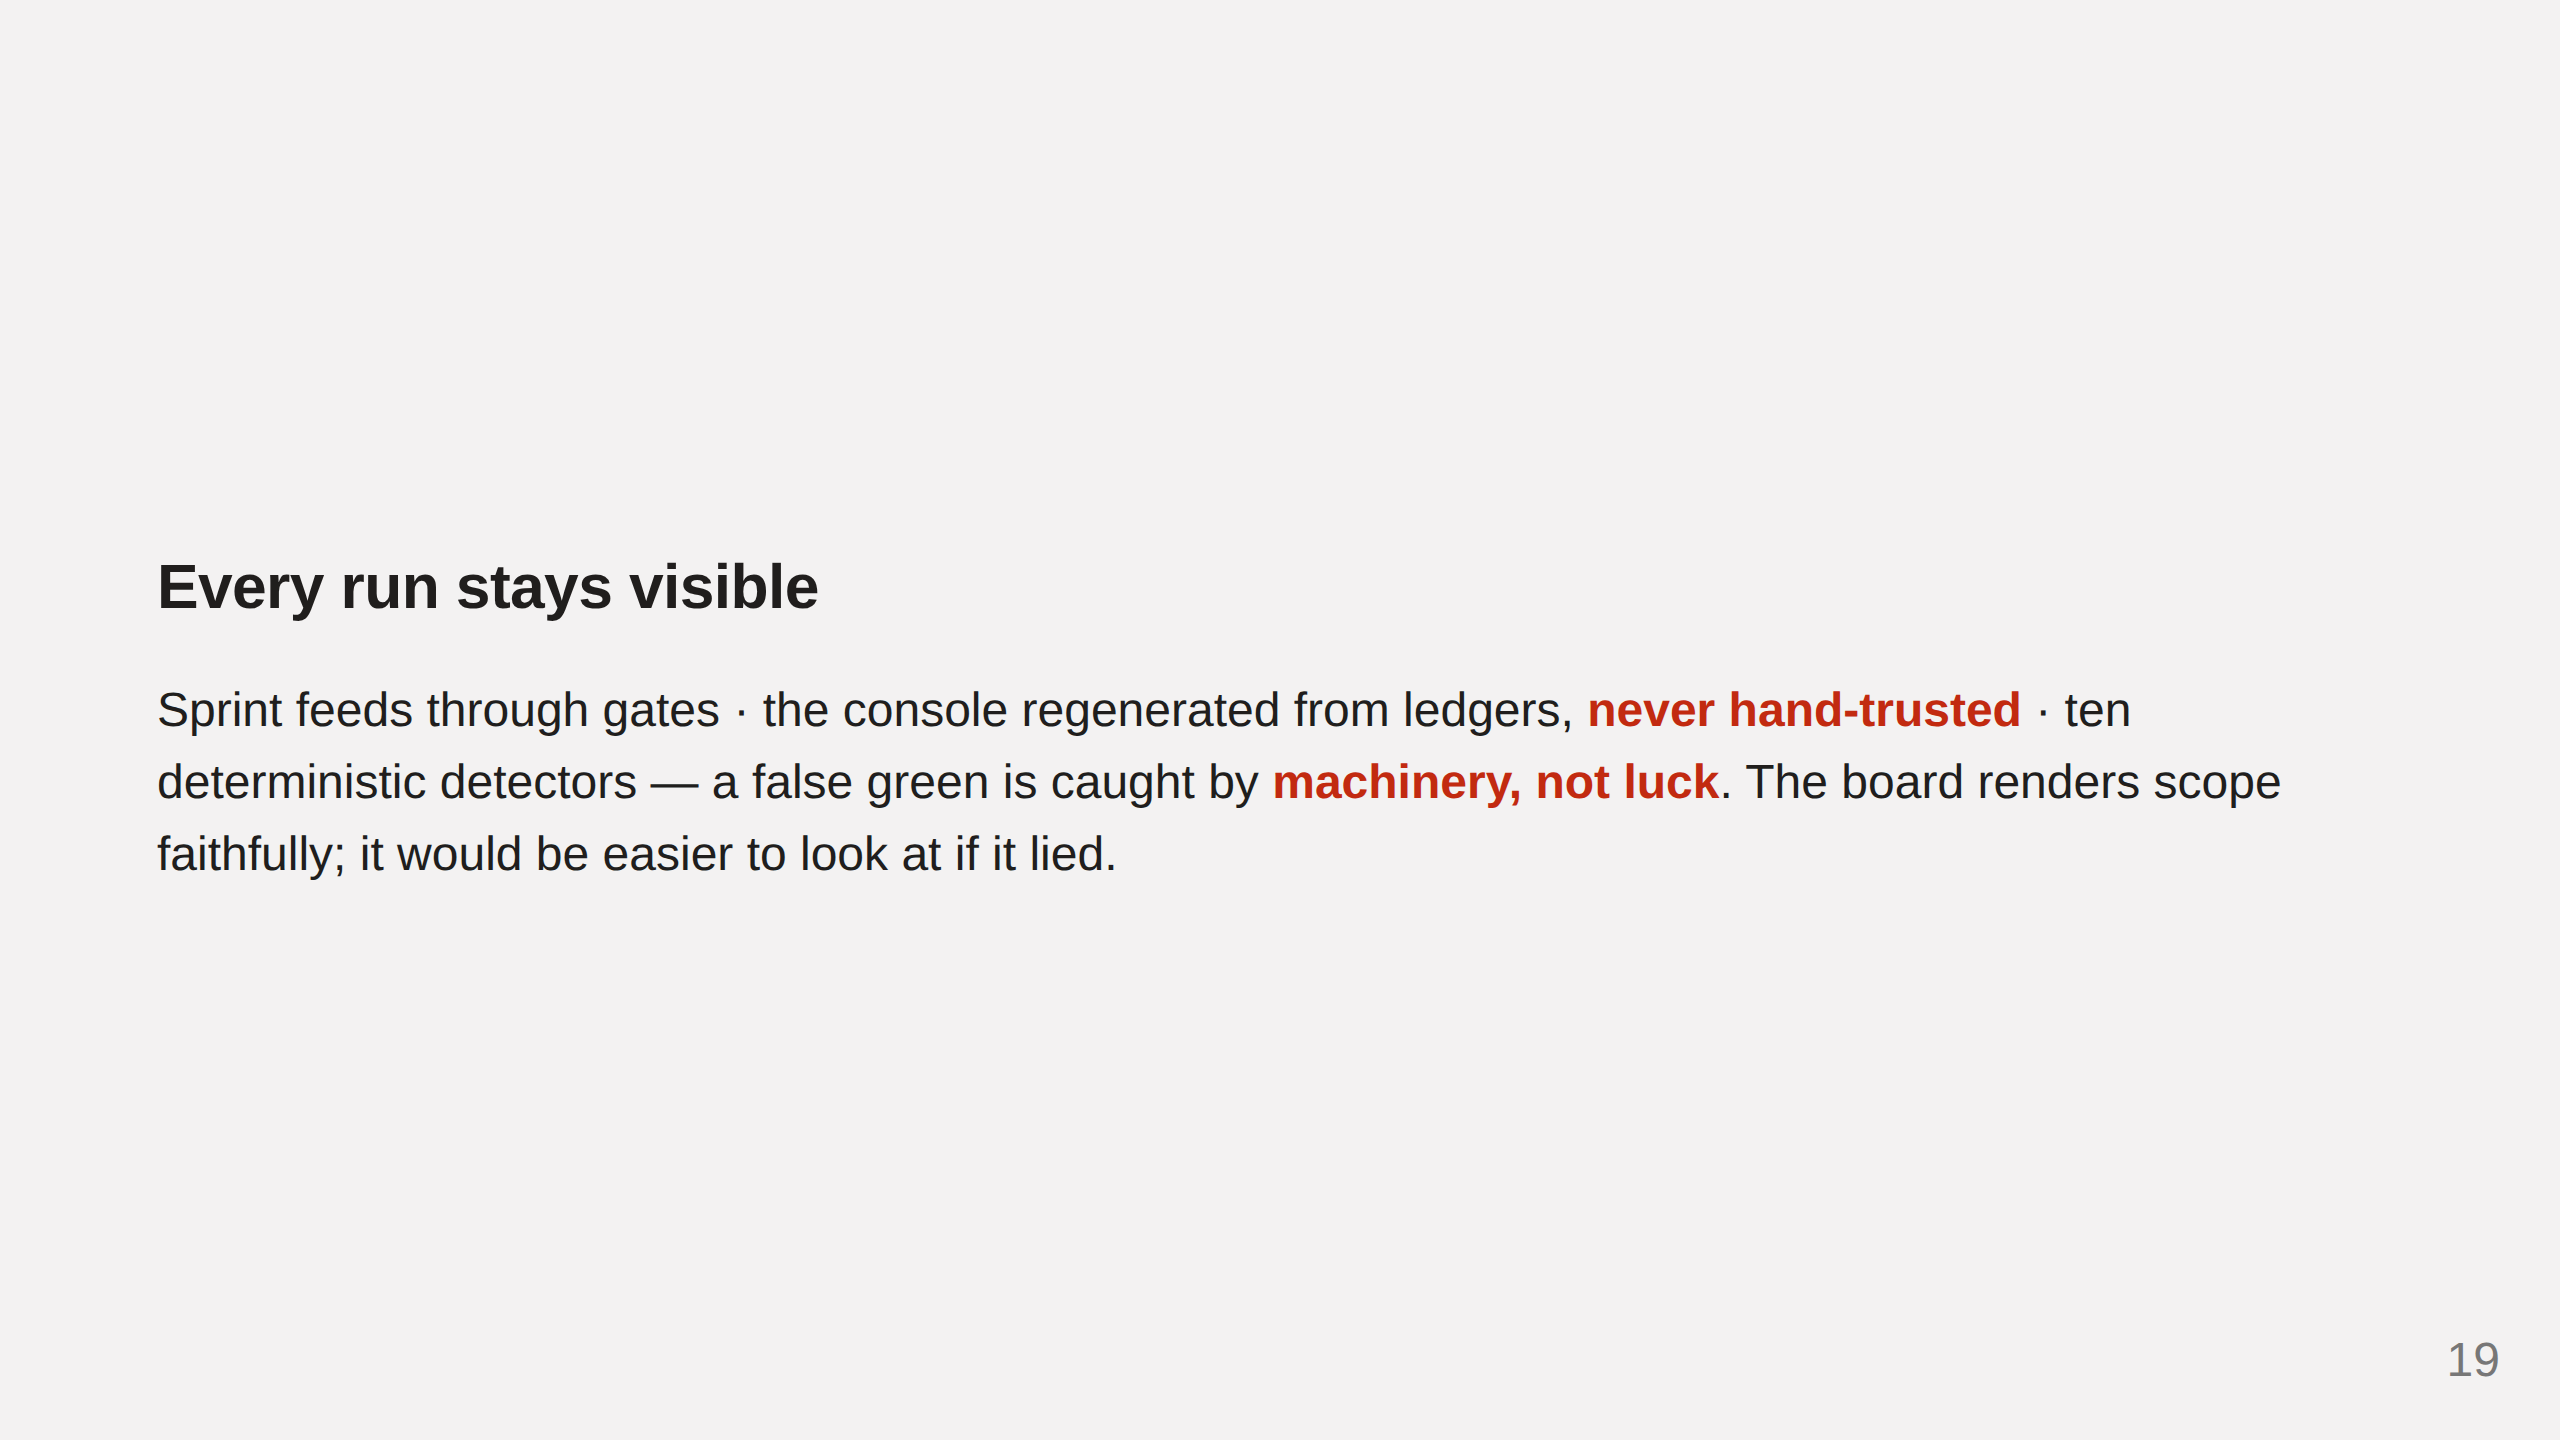 Every run stays visible
Sprint feeds through gates · the console regenerated from ledgers, never hand-trusted · ten
deterministic detectors — a false green is caught by machinery, not luck. The board renders scope
faithfully; it would be easier to look at if it lied.
19